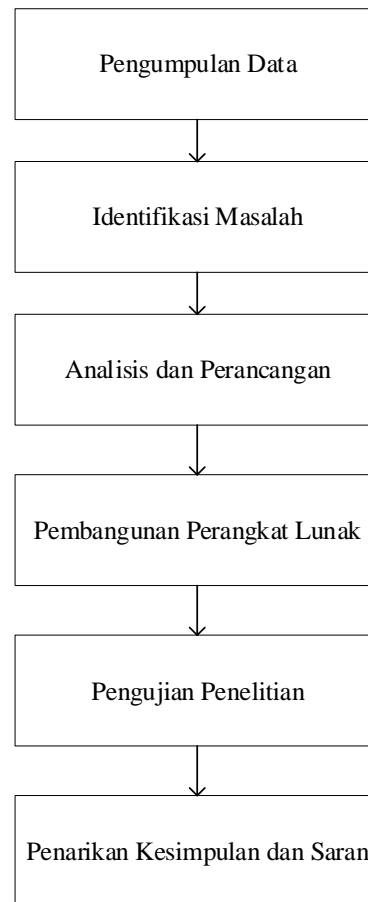 Pengumpulan Data
Identifikasi Masalah
Analisis dan Perancangan
Pembangunan Perangkat Lunak
Pengujian Penelitian
Penarikan Kesimpulan dan Saran